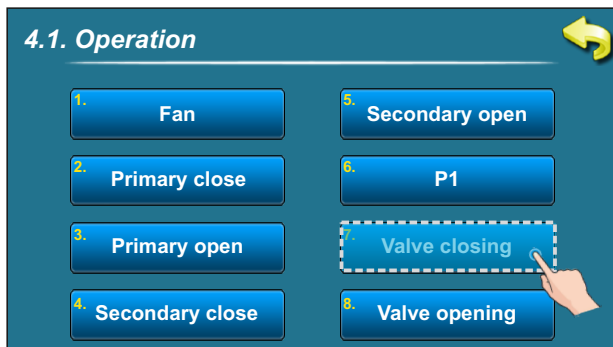 4.1. Operation
1. Fan
2. Primary close
3. Primary open
4. Secondary close
5. Secondary open
6. P1
7. Valve closing
8. Valve opening